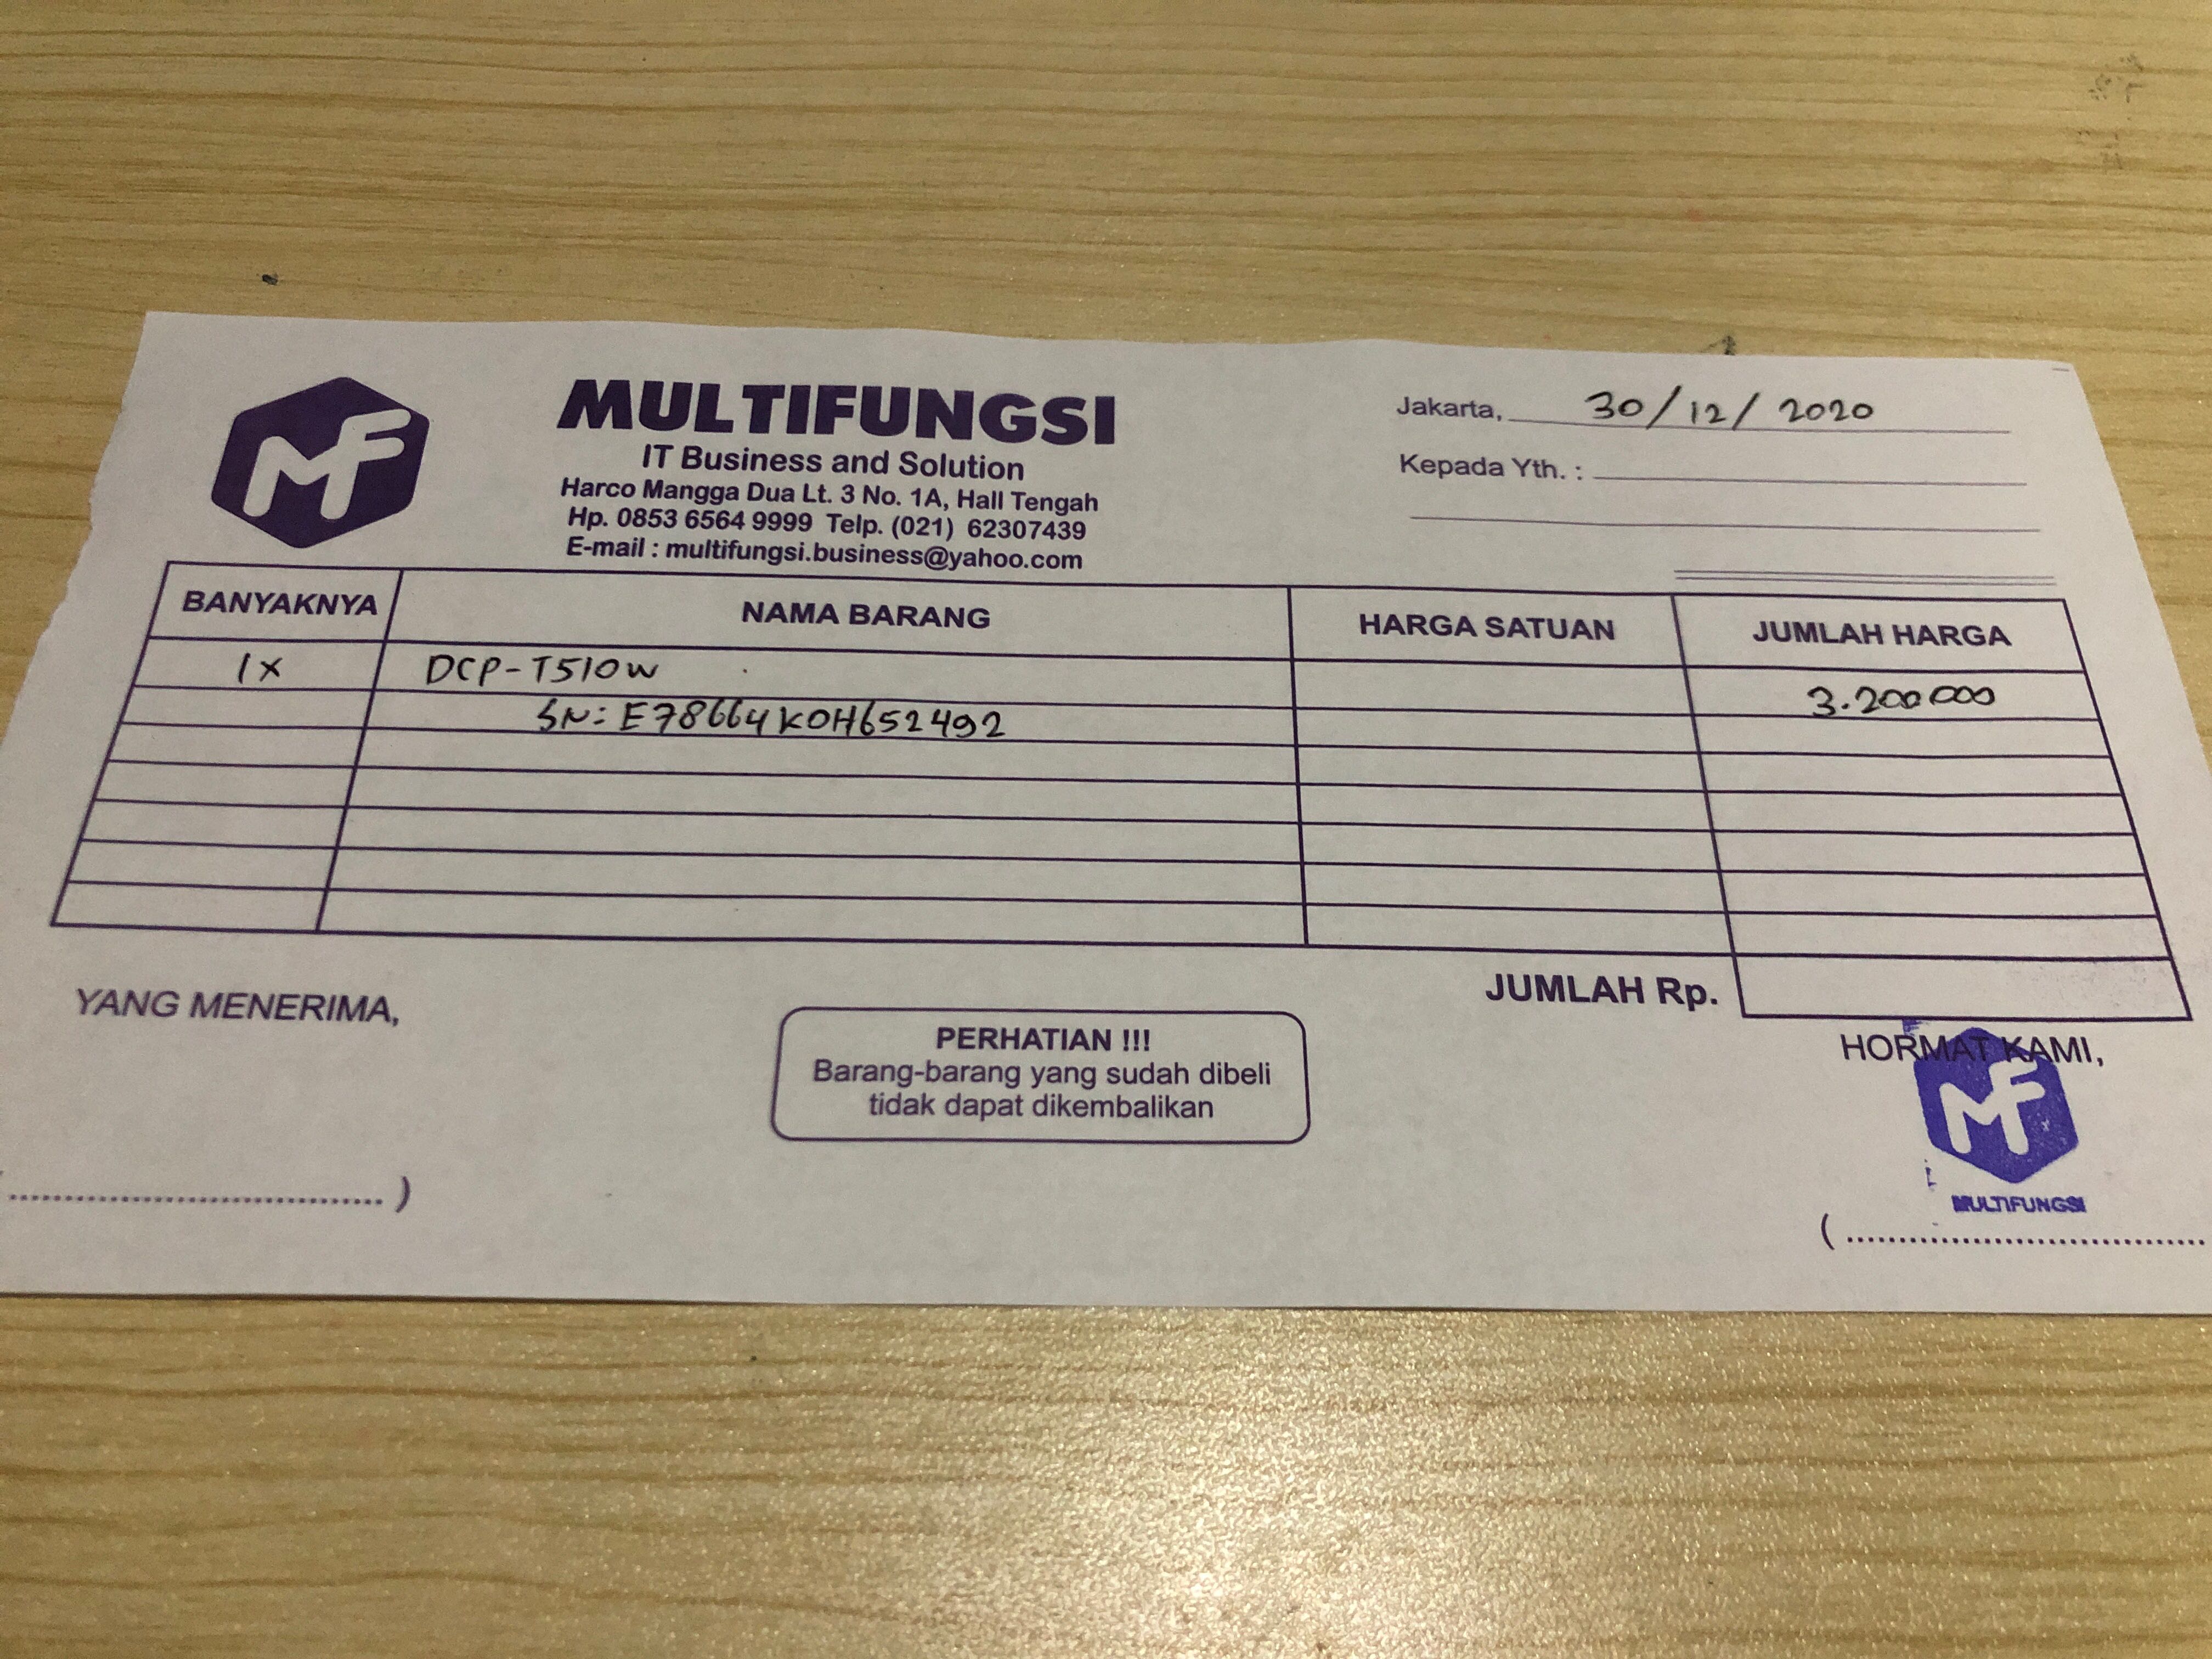 MF
MULTIFUNGSI
IT Business and Solution
Harco Mangga Dua Lt. 3 No. 1A, Hall Tengah
Hp. 0853 6564 9999 Telp. (021) 62307439
E-mail : multifungsi.business@yahoo.com
Jakarta, 30/12/2020
Kepada Yth. :
BANYAKNYA NAMA BARANG HARGA SATUAN JUMLAH HARGA
1x DCP-T510W 3.200000
SN: E78664K0H652492
JUMLAH Rp.
YANG MENERIMA,
PERHATIAN !!!
Barang-barang yang sudah dibeli
tidak dapat dikembalikan
HORMAT KAMI,
MF
MULTIFUNGSI
................................... )
( ...................................